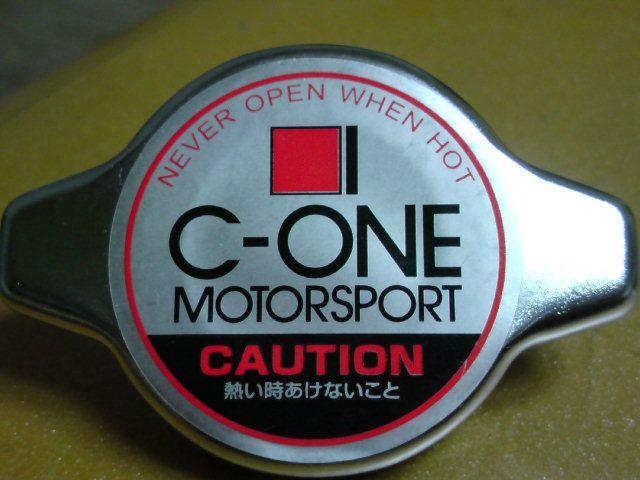 NEVER OPEN WHEN HOT
C-ONE
MOTORSPORT
CAUTION
熱い時あけないこと